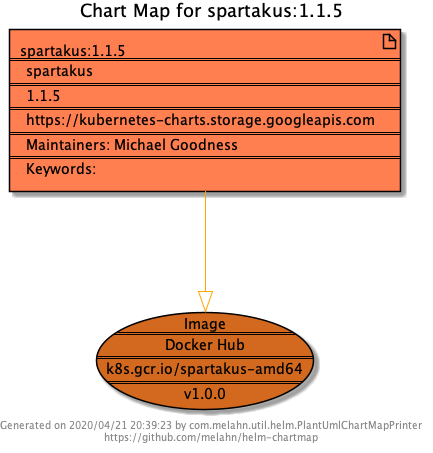 Chart Map for spartakus:1.1.5
spartakus:1.1.5
spartakus
1.1.5
https://kubernetes-charts.storage.googleapis.com
Maintainers: Michael Goodness
Keywords:
Image
Docker Hub
k8s.gcr.io/spartakus-amd64
v1.0.0
Generated on 2020/04/21 20:39:23 by com.melahn.util.helm.PlantUmlChartMapPrinter
https://github.com/melahn/helm-chartmap